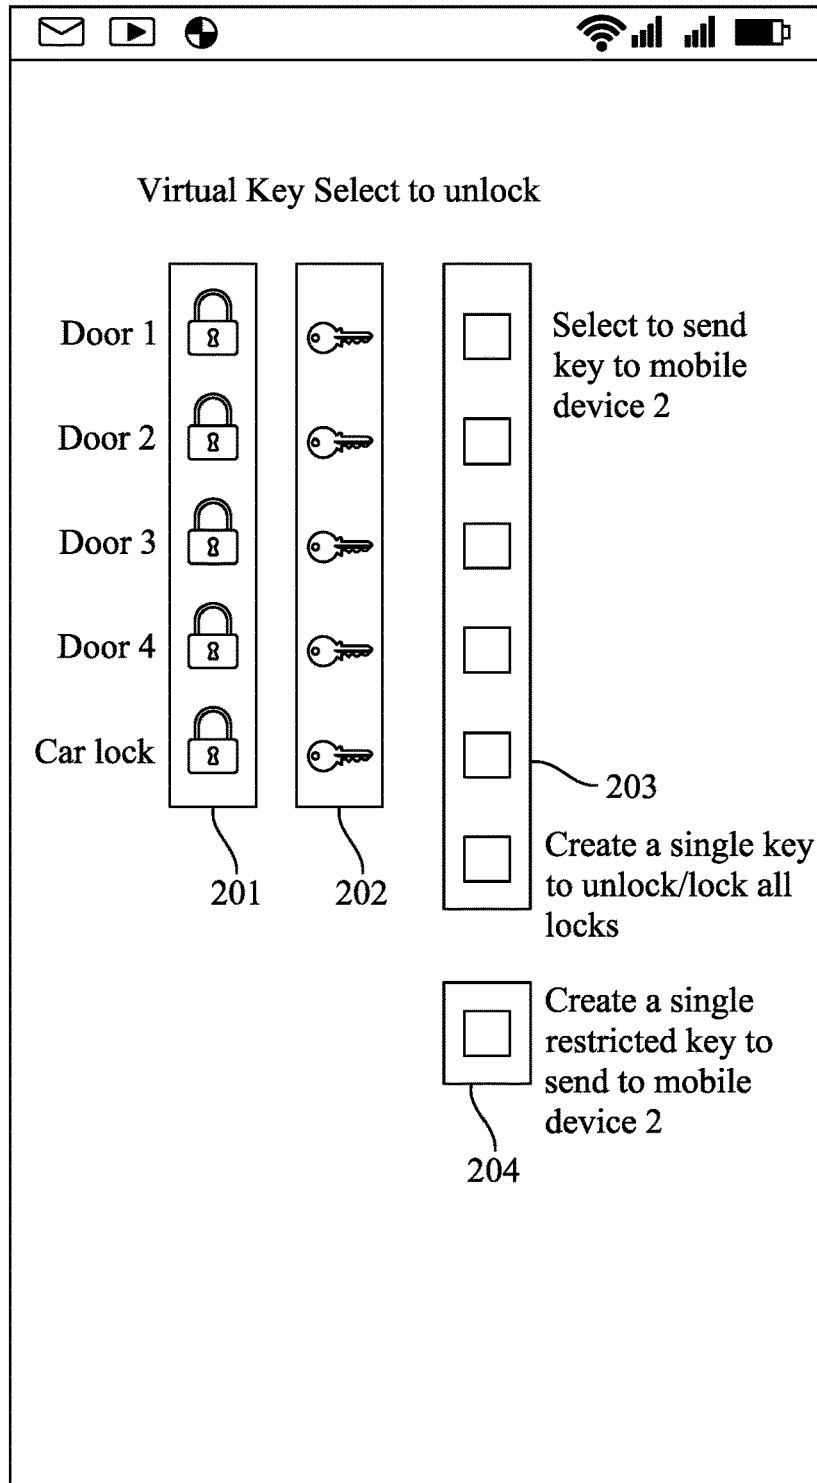 Virtual Key Select to unlock
Door 1
Select to send
key to mobile
device 2
Door 2
Door 3
Door 4
Car lock
203
201
202
Create a single key
to unlock/lock all
locks
Create a single
restricted key to
send to mobile
device 2
204